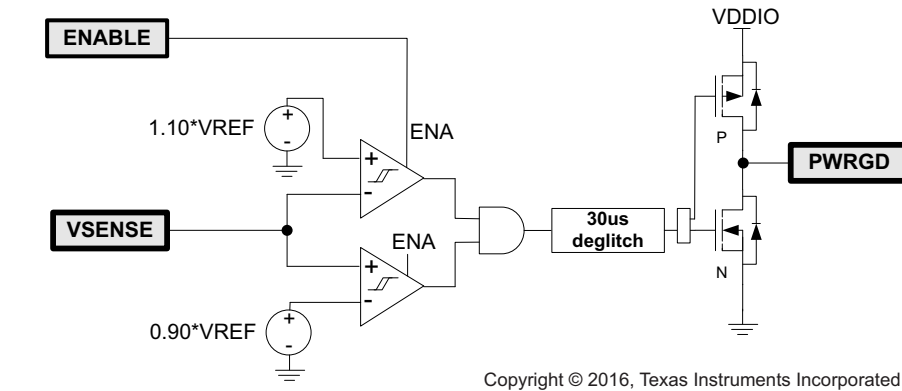 VDDIO
ENABLE
+
1.10*VREF
-
ENA
+
-
P
PWRGD
VSENSE
30us
deglitch
ENA
+
-
N
+
0.90*VREF
-
Copyright © 2016, Texas Instruments Incorporated